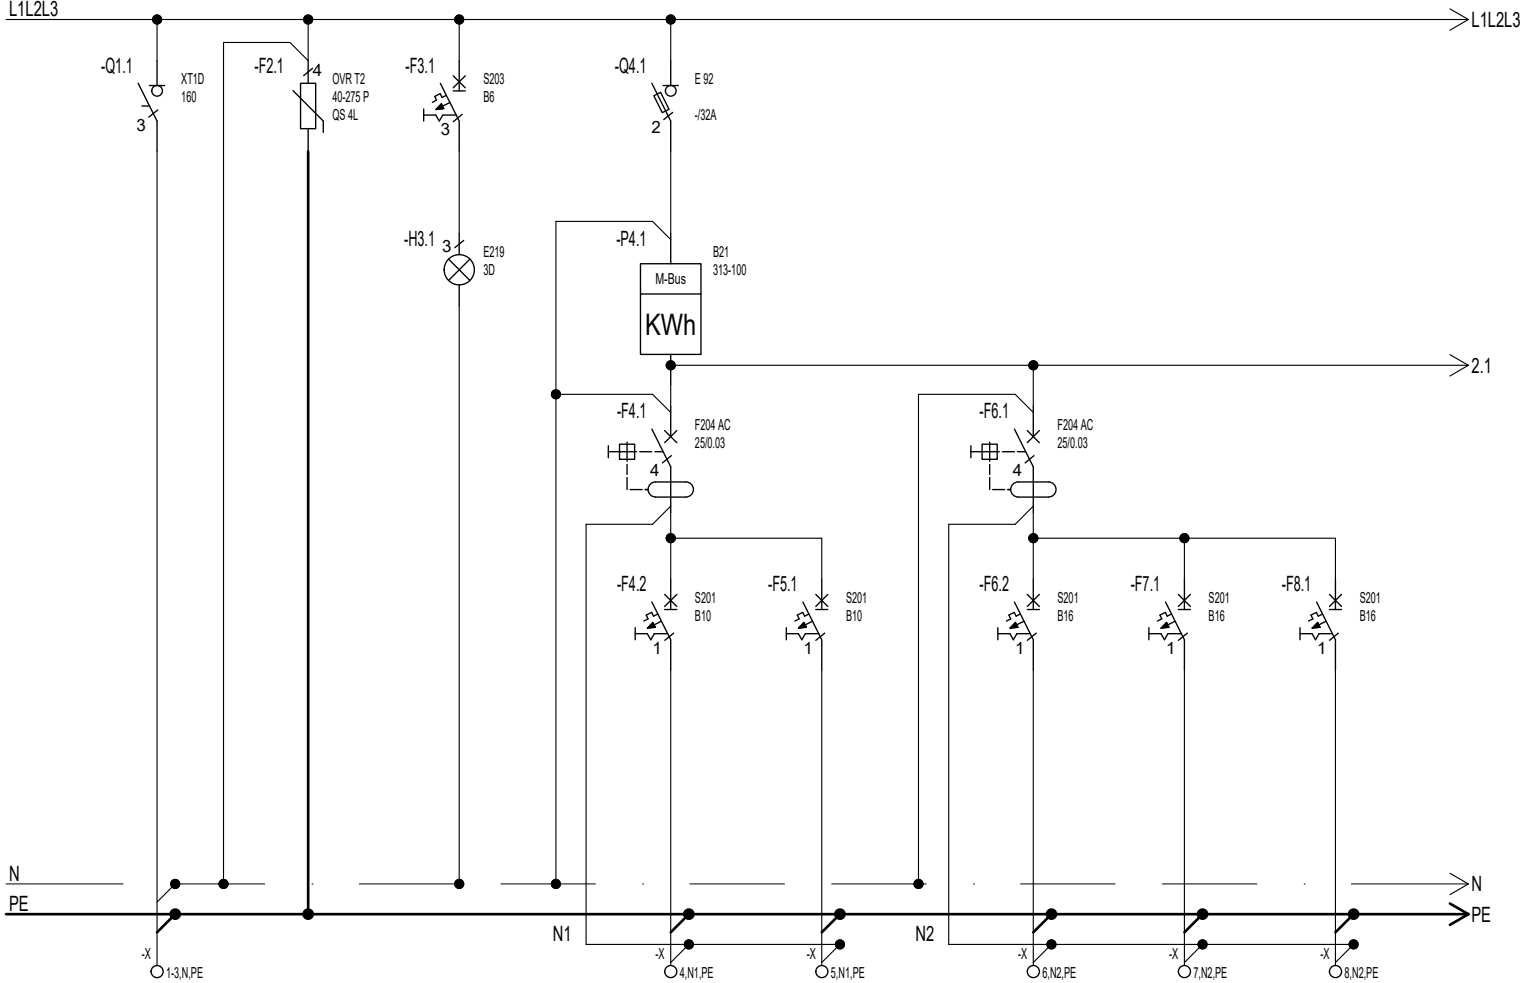 L1L2L3
L1L2L3
-Q1.1
XT1D
160
3
-F2.1
4
OVR T2
40-275 P
QS 4L
-F3.1
S203
B6
3
-Q4.1
E 92
-/32A
2
-H3.1
3
E219
3D
-P4.1
B21
313-100
M-Bus
KWh
2.1
-F4.1
F204 AC
25/0.03
4
-F6.1
F204 AC
25/0.03
4
-F4.2
S201
B10
1
-F5.1
S201
B10
1
-F6.2
S201
B16
1
-F7.1
S201
B16
1
-F8.1
S201
B16
1
N
N
PE
PE
N1
N2
-X
1-3,N,PE
-X
4,N1,PE
-X
5,N1,PE
-X
6,N2,PE
-X
7,N2,PE
-X
8,N2,PE